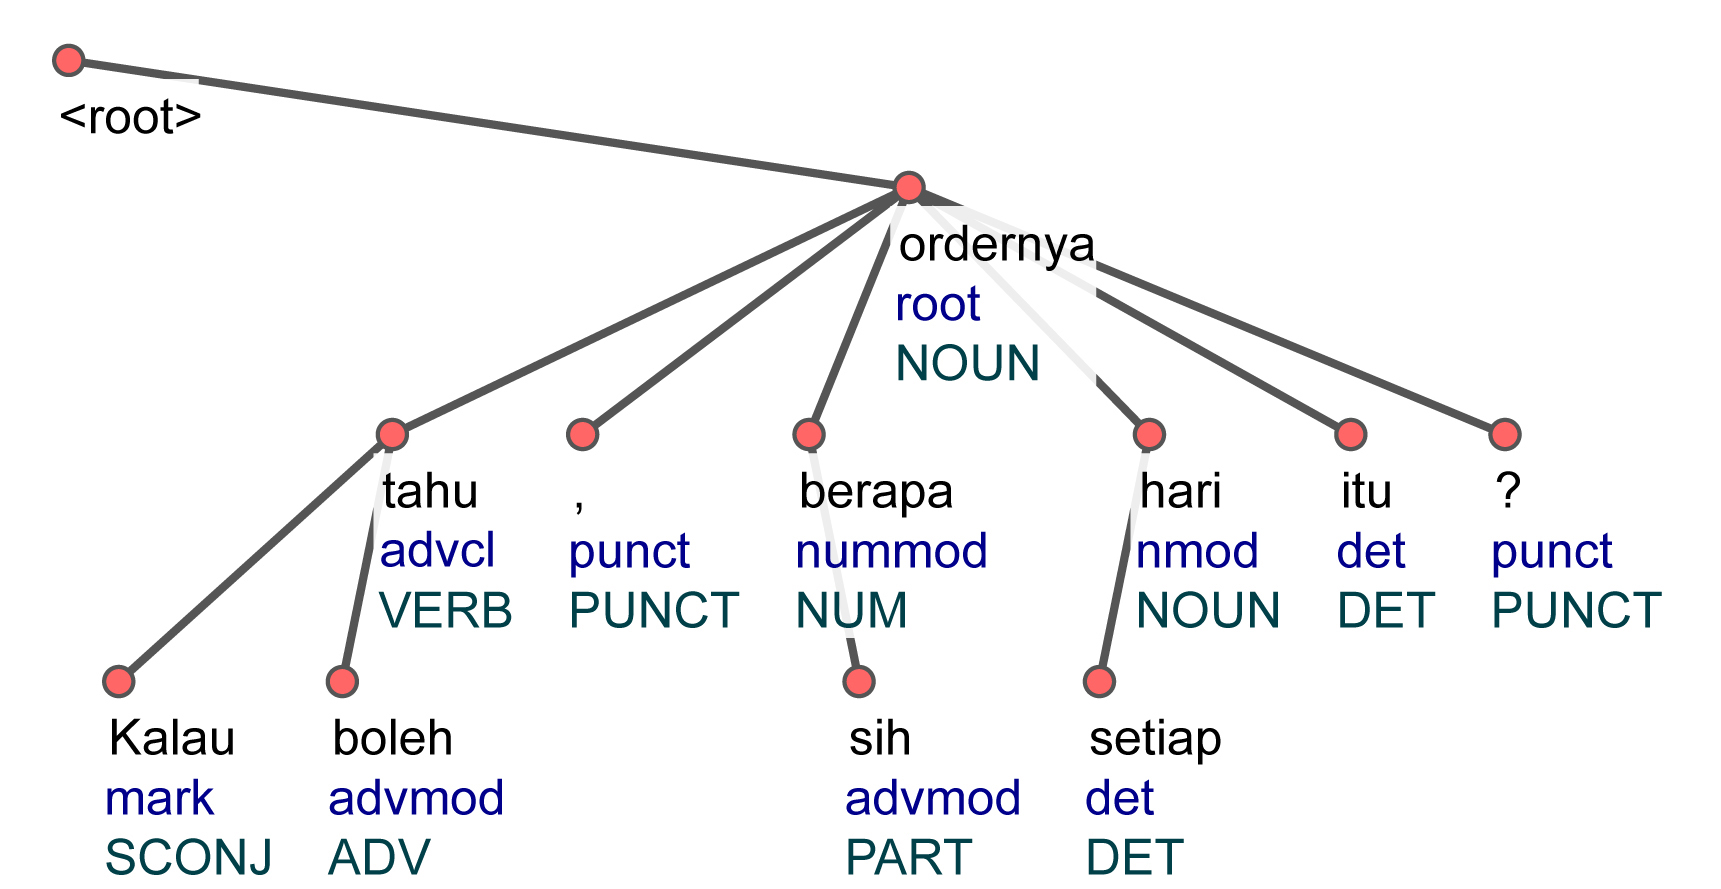 <root>
ordernya
root
NOUN
tahu , berapa hari itu ?
advcl punct nummod nmod det punct
VERB PUNCT NUM NOUN DET PUNCT
Kalau boleh sih setiap
mark advmod advmod det
SCONJ ADV PART DET